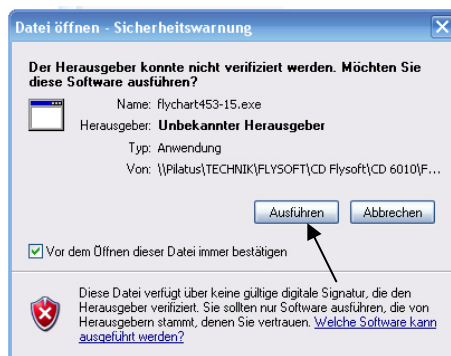 Datei öffnen - Sicherheitswarnung
Der Herausgeber konnte nicht verifiziert werden. Möchten Sie
diese Software ausführen?
Name: flychart453-15.exe
Herausgeber: Unbekannter Herausgeber
Typ: Anwendung
Von: \\Pilatus\TECHNIK\FLYSOFT\CD Flysoft\CD 6010\F...
Ausführen Abbrechen
Vor dem Öffnen dieser Datei immer bestätigen
Diese Datei verfügt über keine gültige digitale Signatur, die den
Herausgeber verifiziert. Sie sollten nur Software ausführen, die von
Herausgebern stammt, denen Sie vertrauen. Welche Software kann
ausgeführt werden?